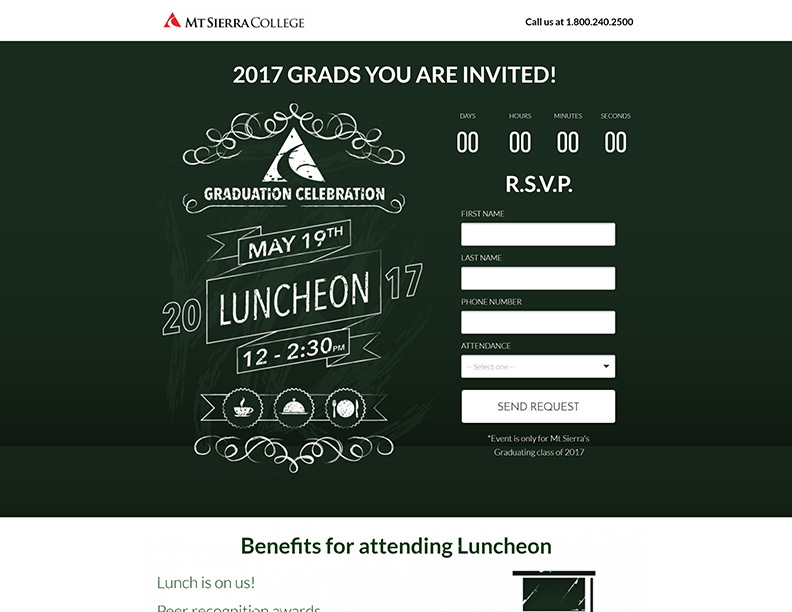 MT SIERRA COLLEGE
Call us at 1.800.240.2500
2017 GRADS YOU ARE INVITED!
GRADUATION CELEBRATION
MAY 19TH
20 LUNCHEON 17
12 - 2:30PM
DAYS HOURS MINUTES SECONDS
00 00 00 00
R.S.V.P.
FIRST NAME
LAST NAME
PHONE NUMBER
ATTENDANCE
-- Select one --
SEND REQUEST
*Event is only for Mt Sierra's
Graduating class of 2017
Benefits for attending Luncheon
Lunch is on us!
Peer recognition awards